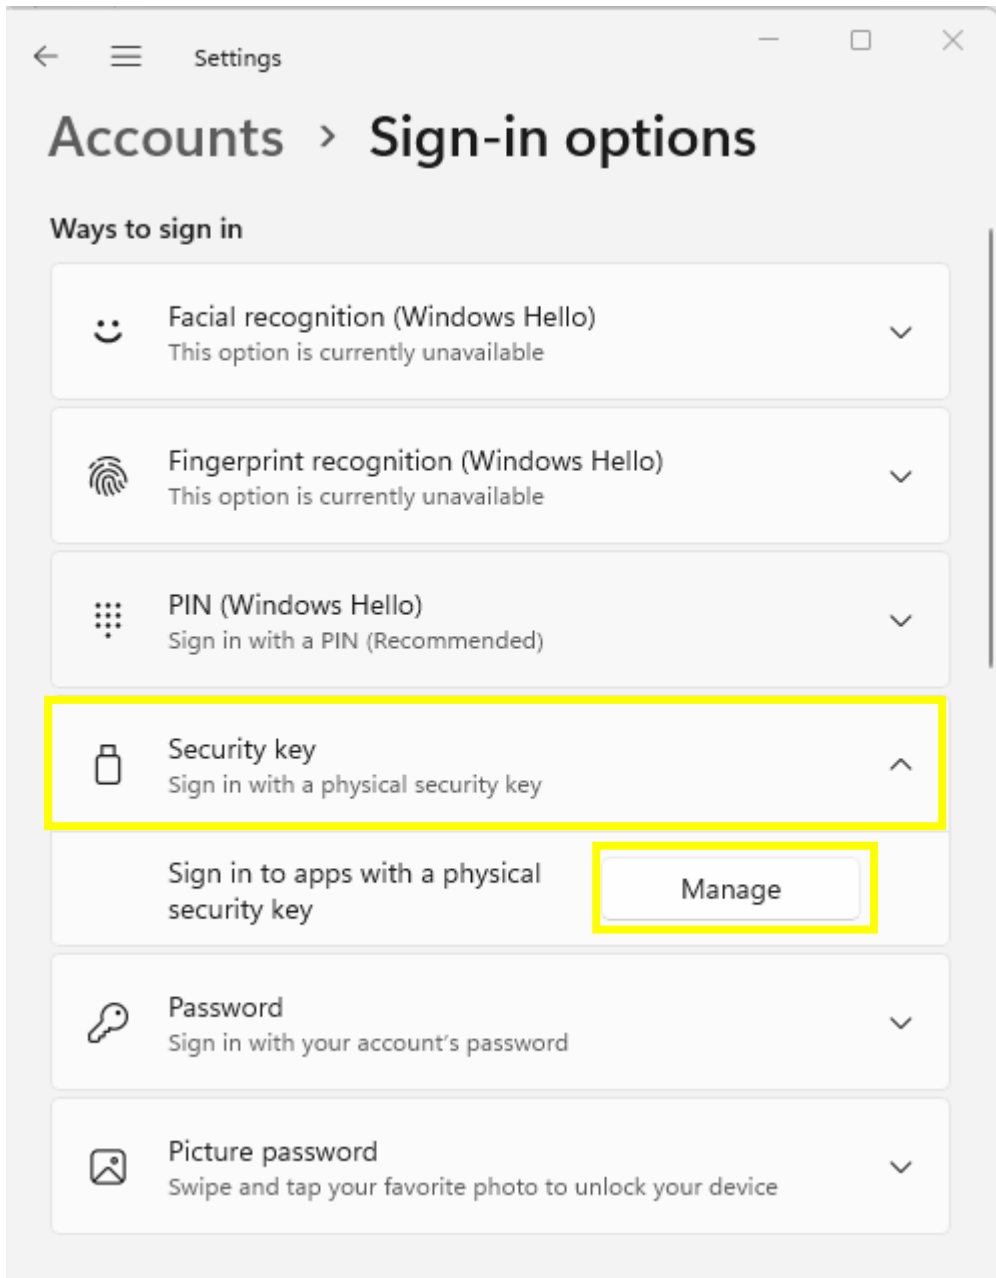 Settings
Accounts > Sign-in options
Ways to sign in
Facial recognition (Windows Hello)
This option is currently unavailable
Fingerprint recognition (Windows Hello)
This option is currently unavailable
PIN (Windows Hello)
Sign in with a PIN (Recommended)
Security key
Sign in with a physical security key
Sign in to apps with a physical
security key
Manage
Password
Sign in with your account's password
Picture password
Swipe and tap your favorite photo to unlock your device